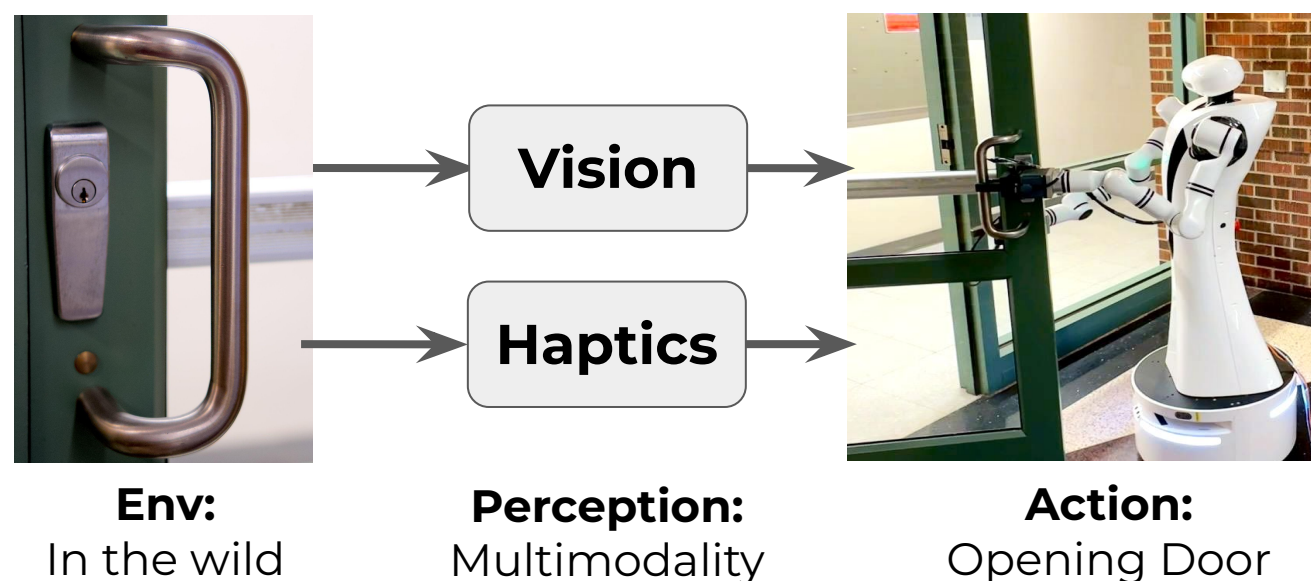 Vision
Haptics
Env:
In the wild
Perception:
Multimodality
Action:
Opening Door